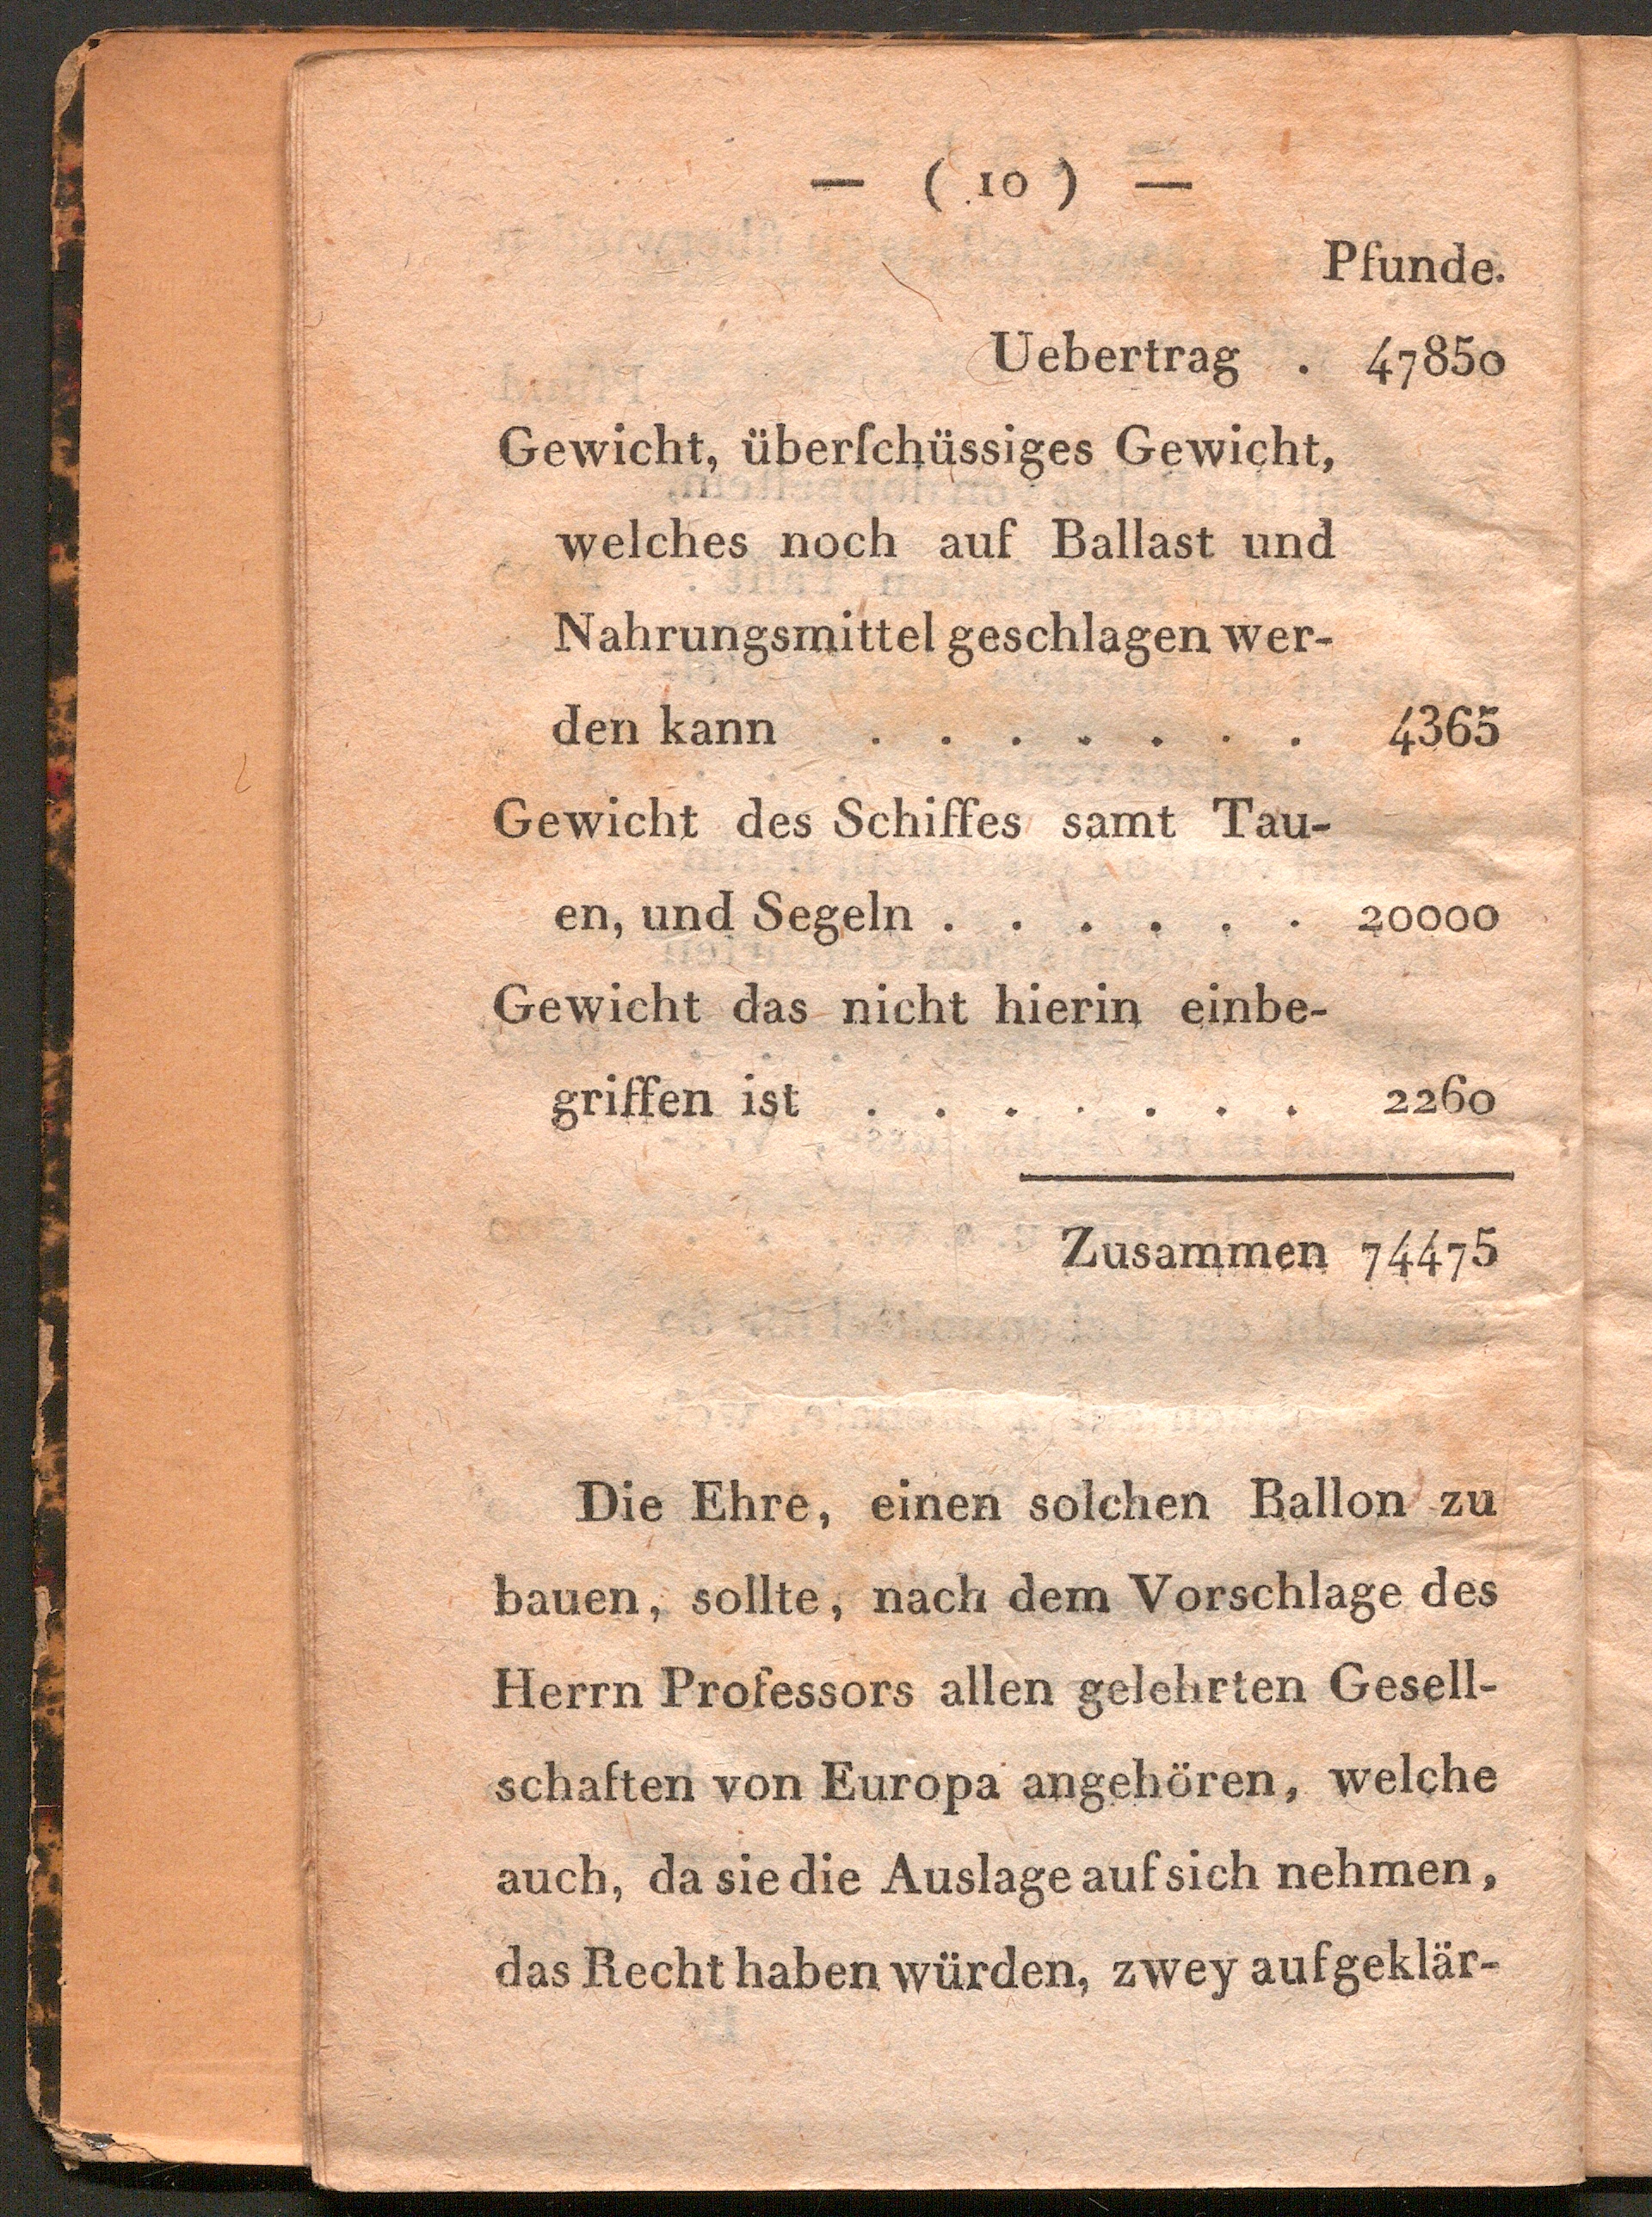 — ( 10 ) —
Pfunde.
Uebertrag . 47850
Gewicht, überſchüssiges Gewicht,
welches noch auf Ballast und
Nahrungsmittel geschlagen wer-
den kann . . . . . . . 4365
Gewicht des Schiffes samt Tau-
en, und Segeln . . . . . . 20000
Gewicht das nicht hierin einbe-
griffen ist . . . . . . . 2260
Zusammen 74475
Die Ehre, einen solchen Ballon zu
bauen, sollte, nach dem Vorschlage des
Herrn Professors allen gelehrten Gesell-
schaften von Europa angehören, welche
auch, da sie die Auslage auf sich nehmen,
das Recht haben würden, zwey aufgeklär-